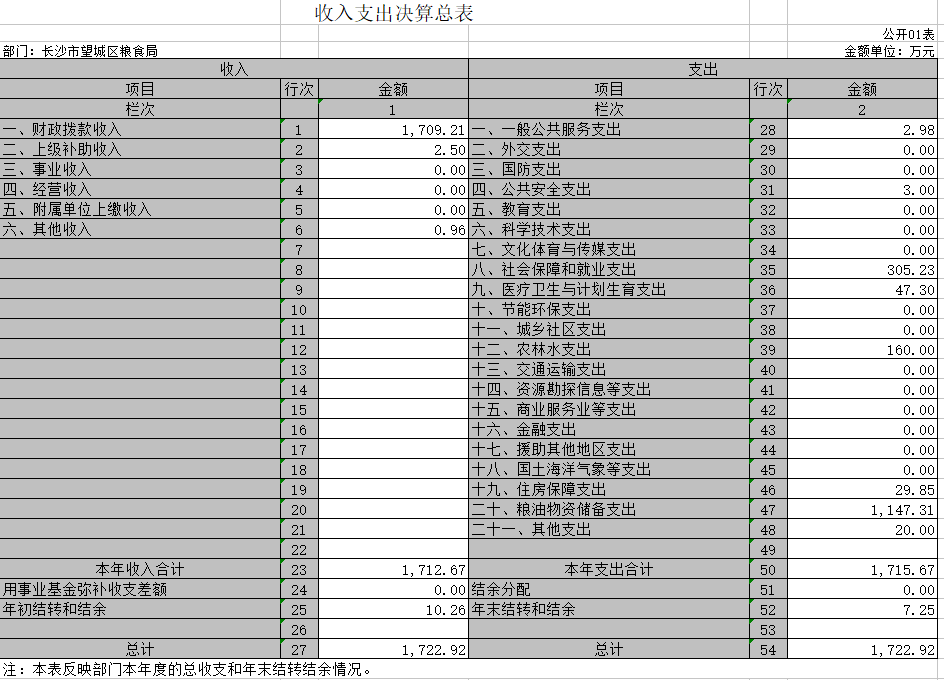 收入支出决算总表
公开01表
部门：长沙市望城区粮食局 金额单位：万元
收入 支出
项目 行次 金额 项目 行次 金额
栏次 1 栏次 2
一、财政拨款收入 1 1,709.21 一、一般公共服务支出 28 2.98
二、上级补助收入 2 2.50 二、外交支出 29 0.00
三、事业收入 3 0.00 三、国防支出 30 0.00
四、经营收入 4 0.00 四、公共安全支出 31 3.00
五、附属单位上缴收入 5 0.00 五、教育支出 32 0.00
六、其他收入 6 0.96 六、科学技术支出 33 0.00
7 七、文化体育与传媒支出 34 0.00
8 八、社会保障和就业支出 35 305.23
9 九、医疗卫生与计划生育支出 36 47.30
10 十、节能环保支出 37 0.00
11 十一、城乡社区支出 38 0.00
12 十二、农林水支出 39 160.00
13 十三、交通运输支出 40 0.00
14 十四、资源勘探信息等支出 41 0.00
15 十五、商业服务业等支出 42 0.00
16 十六、金融支出 43 0.00
17 十七、援助其他地区支出 44 0.00
18 十八、国土海洋气象等支出 45 0.00
19 十九、住房保障支出 46 29.85
20 二十、粮油物资储备支出 47 1,147.31
21 二十一、其他支出 48 20.00
22 49
本年收入合计 23 1,712.67 本年支出合计 50 1,715.67
用事业基金弥补收支差额 24 0.00 结余分配 51 0.00
年初结转和结余 25 10.26 年末结转和结余 52 7.25
26 53
总计 27 1,722.92 总计 54 1,722.92
注：本表反映部门本年度的总收支和年末结转结余情况。